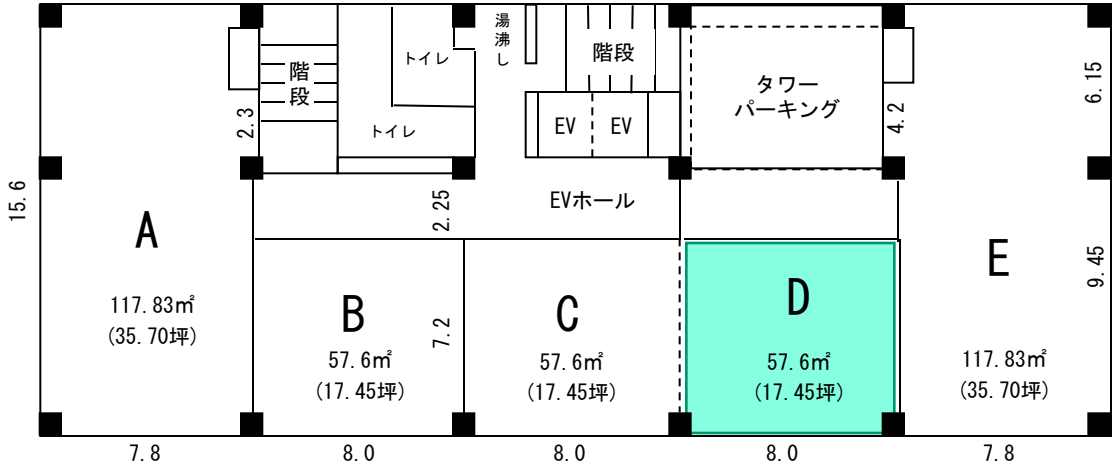 階段
トイレ
トイレ
湯沸し
階段
EV
EV
タワー
パーキング
2.3
4.2
6.15
15.6
2.25
EVホール
9.45
A
117.83㎡
(35.70坪)
B
57.6㎡
(17.45坪)
7.2
C
57.6㎡
(17.45坪)
D
57.6㎡
(17.45坪)
E
117.83㎡
(35.70坪)
7.8
8.0
8.0
8.0
7.8